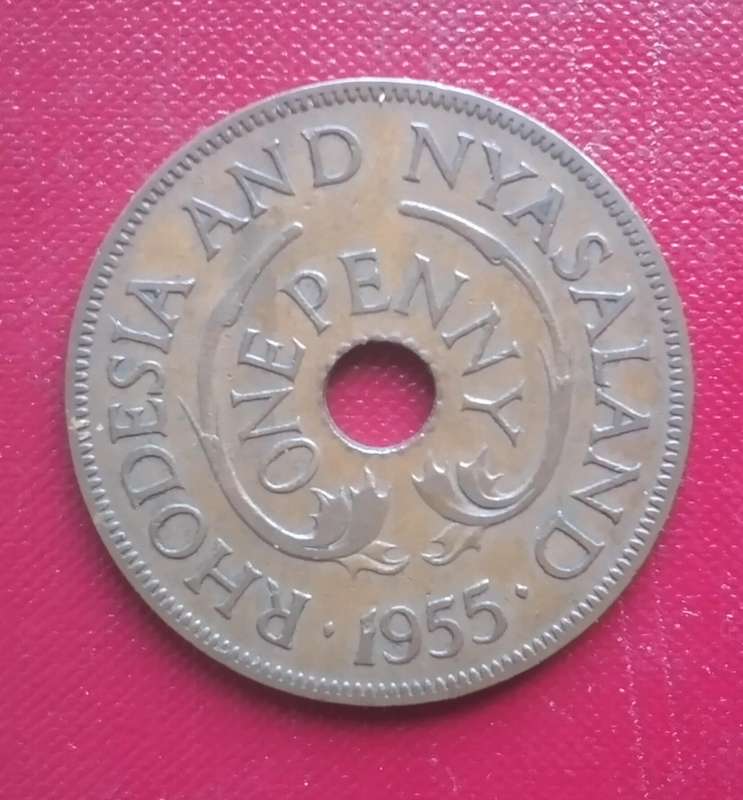 RHODESIA AND NYASALAND
· 1955 ·
ONE PENNY